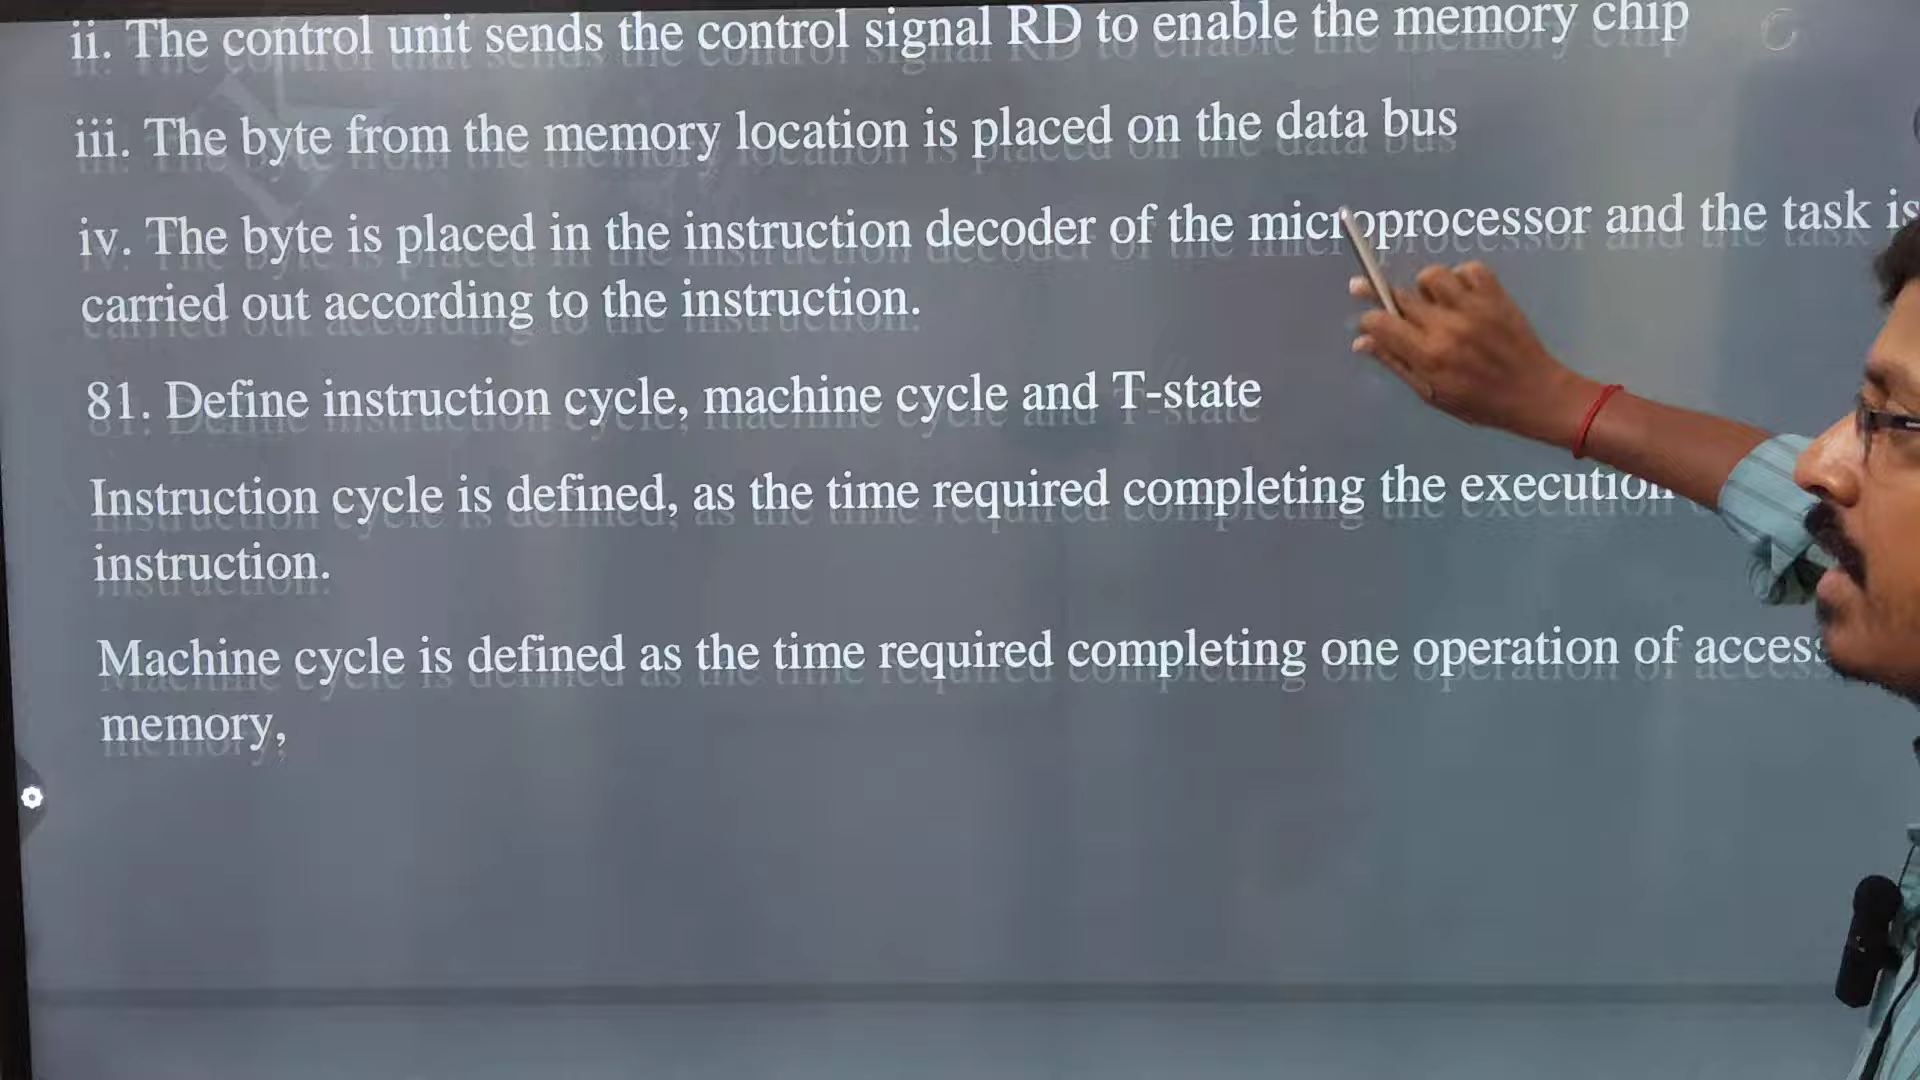 ii. The control unit sends the control signal RD to enable the memory chip
iii. The byte from the memory location is placed on the data bus
iv. The byte is placed in the instruction decoder of the microprocessor and the task is
carried out according to the instruction.
81. Define instruction cycle, machine cycle and T-state
Instruction cycle is defined, as the time required completing the execution
instruction.
Machine cycle is defined as the time required completing one operation of
memory,